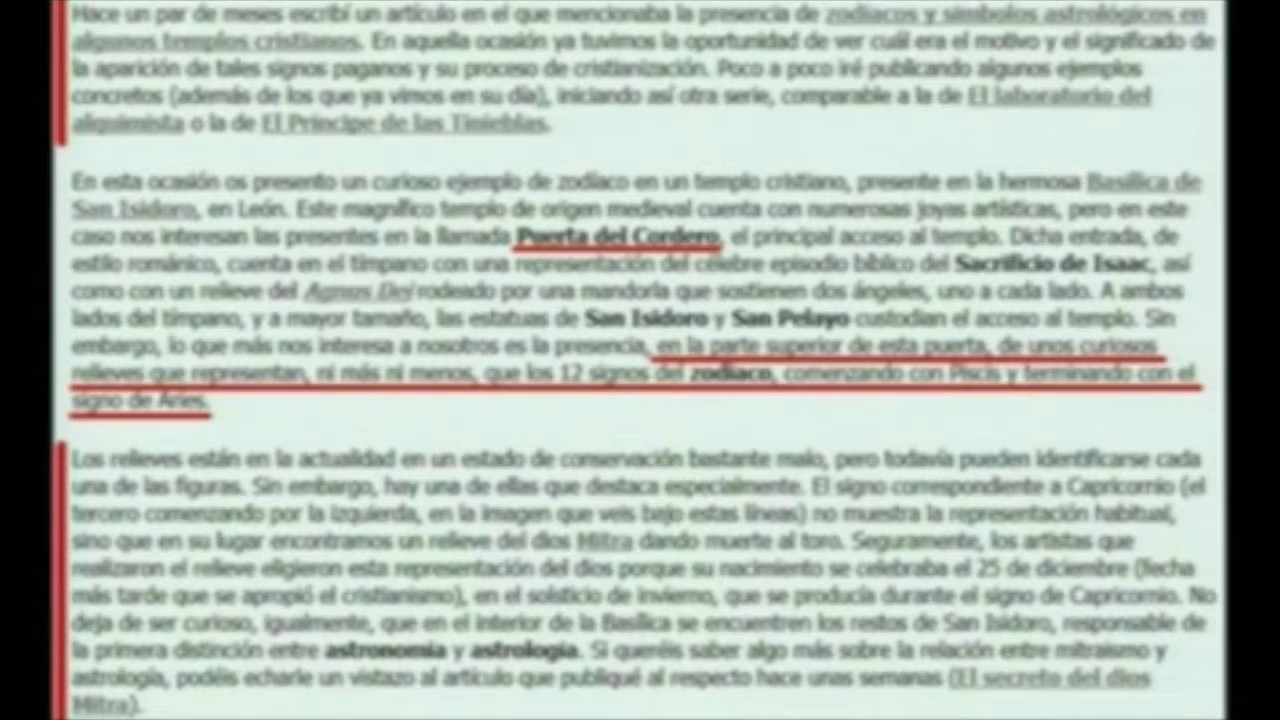 Hace un par de meses escribí un artículo en el que mencionaba la presencia de zodiacos y símbolos astrológicos en
algunos templos cristianos. En aquella ocasión ya tuvimos la oportunidad de ver cuál era el motivo y el significado de
la aparición de tales signos paganos y su proceso de cristianización. Poco a poco iré publicando algunos ejemplos
concretos (además de los que ya vimos en su día), iniciando así otra serie, comparable a la de El laboratorio del
alquimista o la de El Príncipe de las Tinieblas.
En esta ocasión os presento un curioso ejemplo de zodíaco en un templo cristiano, presente en la hermosa Basílica de
San Isidoro, en León. Este magnífico templo de origen medieval cuenta con numerosas joyas artísticas, pero en este
caso nos interesan las presentes en la llamada Puerta del Cordero, el principal acceso al templo. Dicha entrada, de
estilo románico, cuenta en el tímpano con una representación del célebre episodio bíblico del Sacrificio de Isaac, así
como con un relieve del Agnus Dei rodeado por una mandorla que sostienen dos ángeles, uno a cada lado. A ambos
lados del tímpano, y a mayor tamaño, las estatuas de San Isidoro y San Pelayo custodian el acceso al templo. Sin
embargo, lo que más nos interesa a nosotros es la presencia, en la parte superior de esta puerta, de unos curiosos
relieves que representan, ni más ni menos, que los 12 signos del zodíaco, comenzando con Piscis y terminando con el
signo de Aries.
Los relieves están en la actualidad en un estado de conservación bastante malo, pero todavía pueden identificarse cada
una de las figuras. Sin embargo, hay una de ellas que destaca especialmente. El signo correspondiente a Capricornio (el
tercero comenzando por la izquierda, en la imagen que veis bajo estas líneas) no muestra la representación habitual,
sino que en su lugar encontramos un relieve del dios Mitra dando muerte al toro. Seguramente, los artistas que
realizaron el relieve eligieron esta representación del dios porque su nacimiento se celebraba el 25 de diciembre (fecha
más tarde que se apropió el cristianismo), en el solsticio de invierno, que se producía durante el signo de Capricornio. No
deja de ser curioso, igualmente, que en el interior de la Basílica se encuentren los restos de San Isidoro, responsable de
la primera distinción entre astronomía y astrología. Si queréis saber algo más sobre la relación entre mitraismo y
astrología, podéis echarle un vistazo al artículo que publiqué al respecto hace unas semanas (El secreto del dios
Mitra).